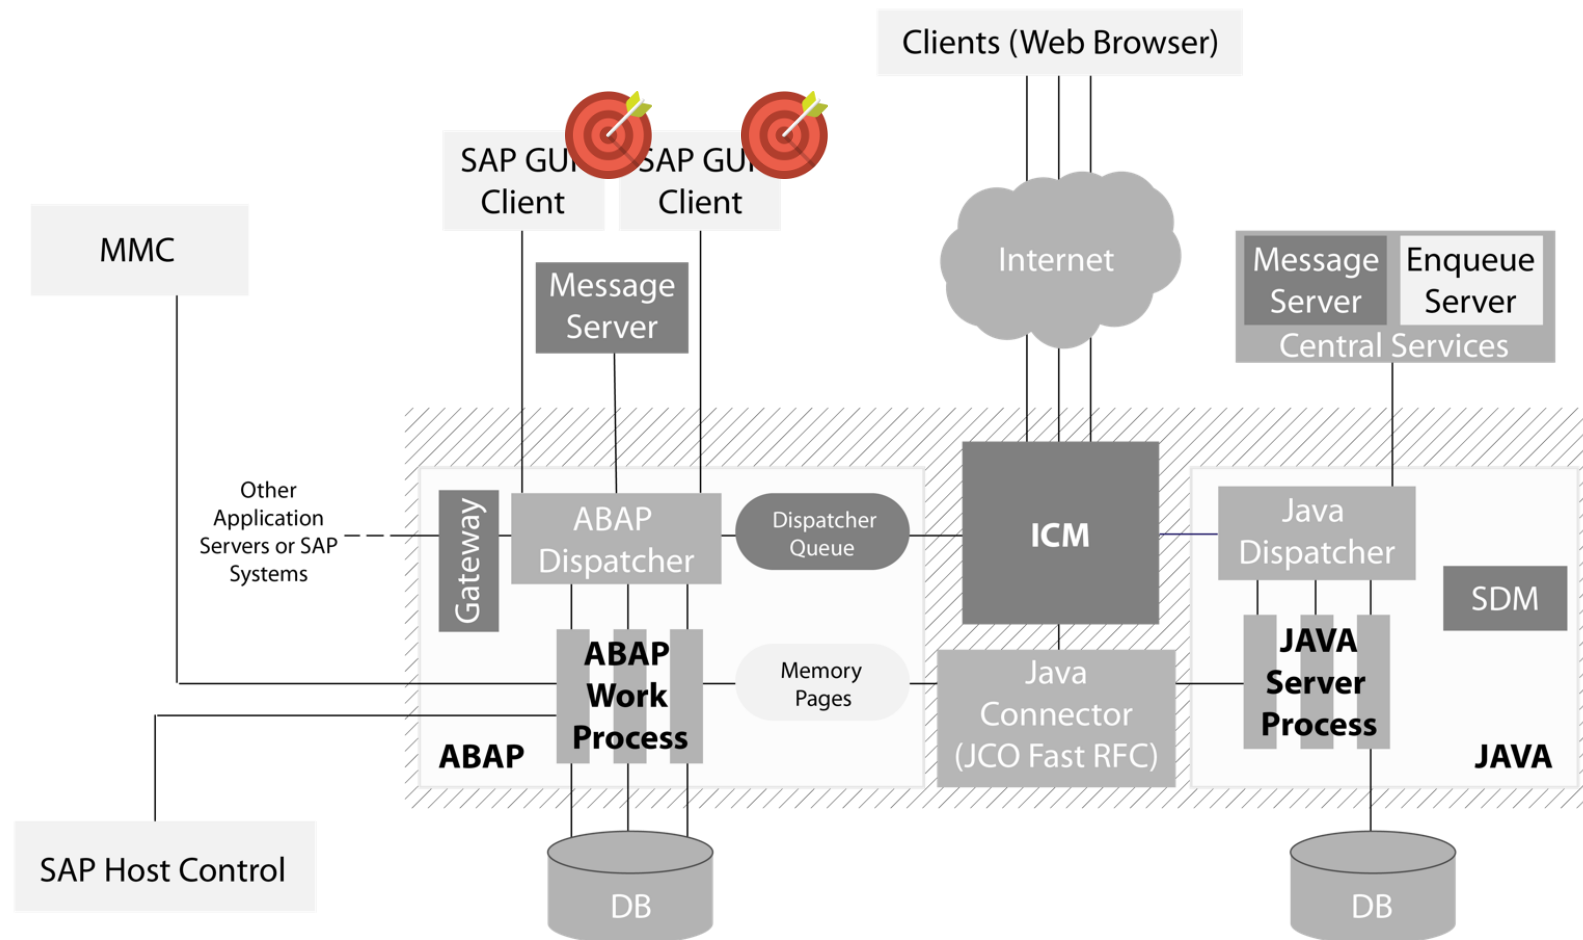 Clients (Web Browser)
SAP GUI
Client
SAP GUI
Client
MMC
Internet
Message
Server
Message
Server
Enqueue
Server
Central Services
Other
Application
Servers or SAP
Systems
Gateway
ABAP
Dispatcher
Dispatcher
Queue
ICM
Java
Dispatcher
SDM
ABAP
Work
Process
Memory
Pages
Java
Connector
(JCO Fast RFC)
JAVA
Server
Process
ABAP
JAVA
SAP Host Control
DB
DB